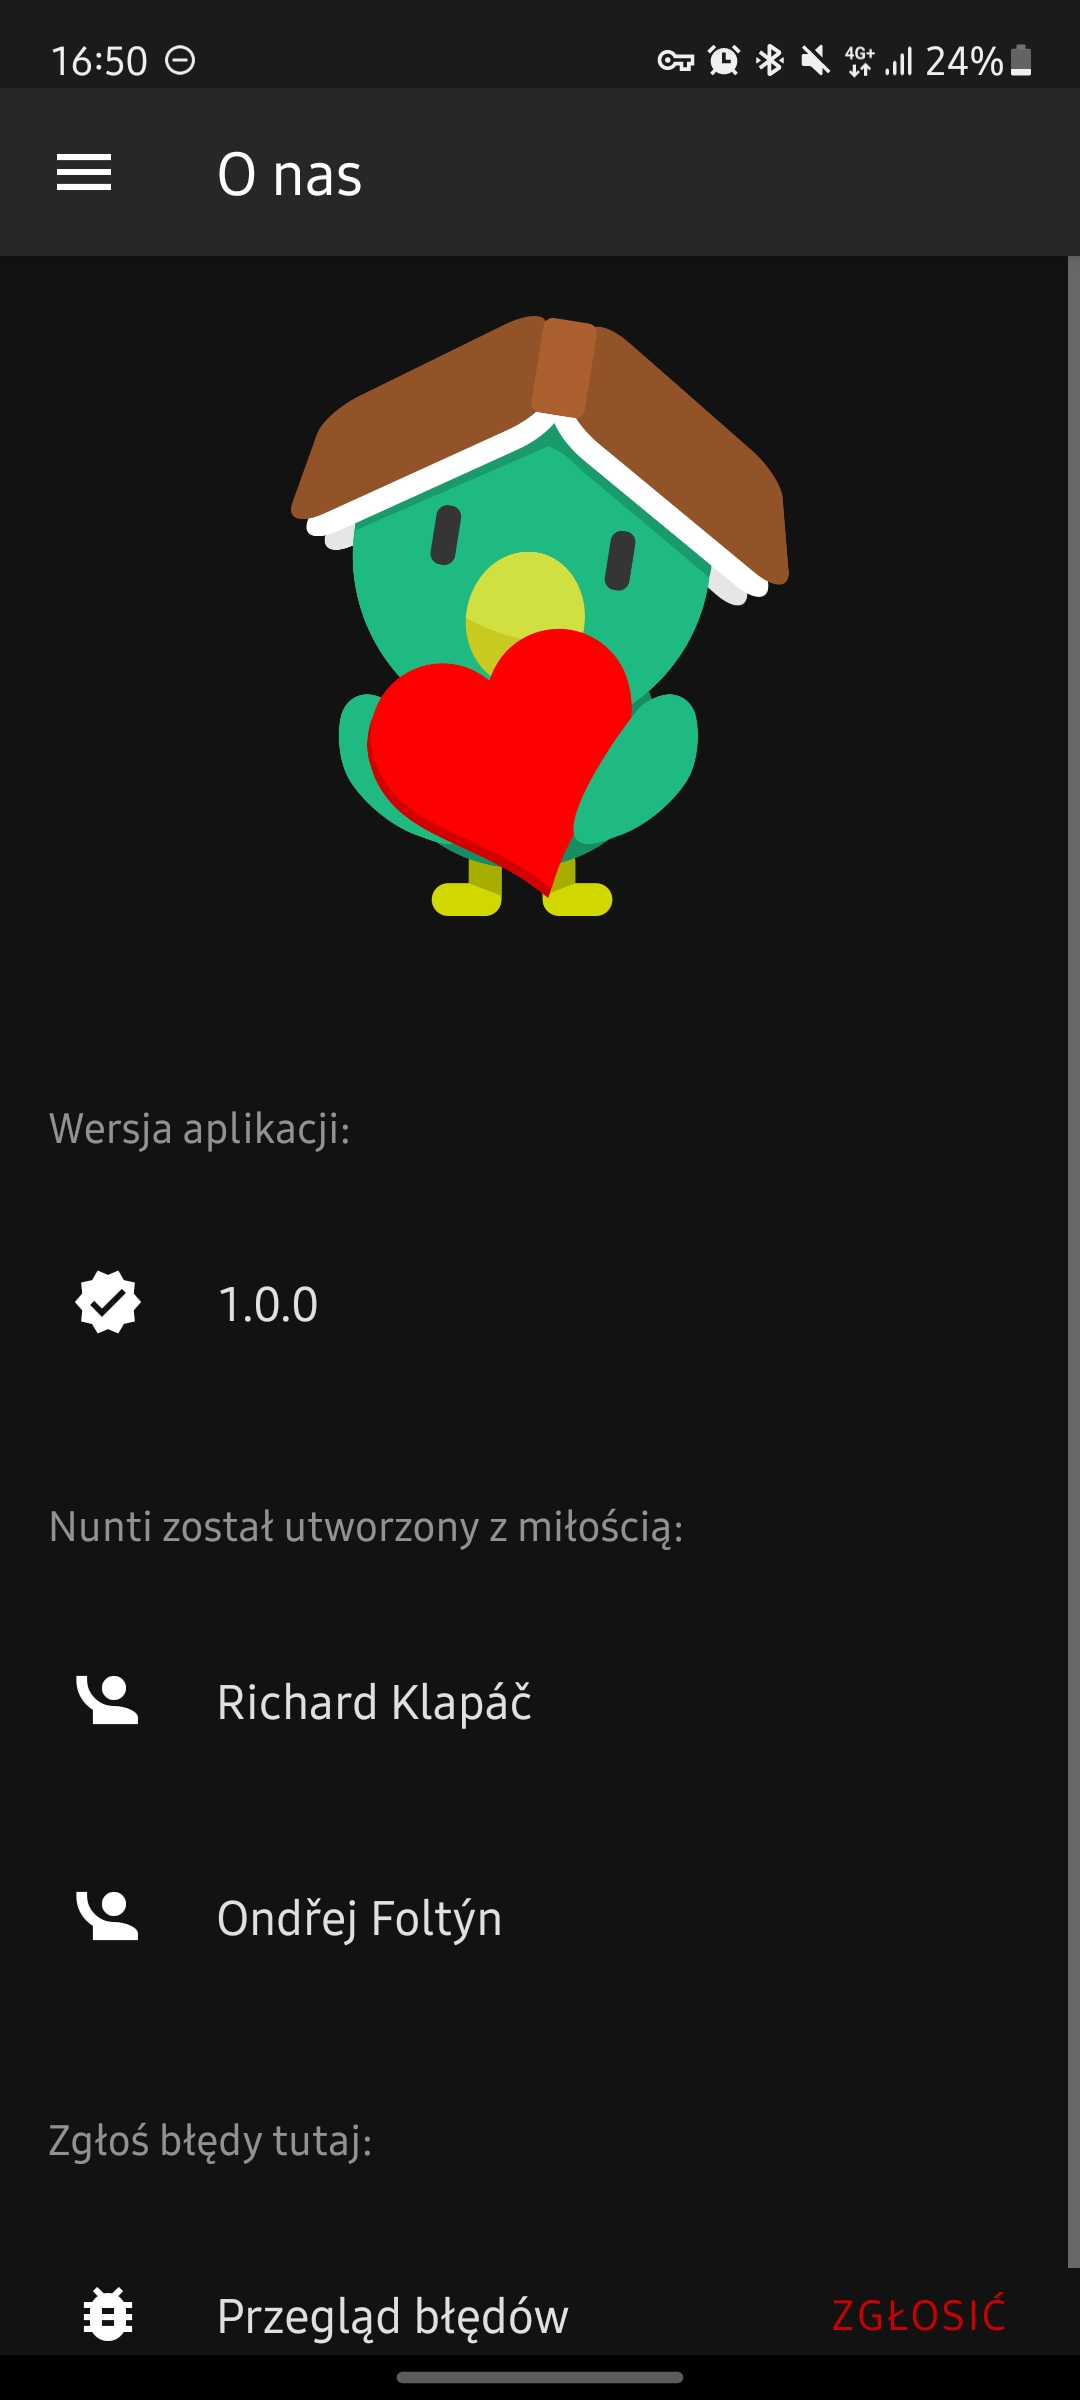 16:50 4G+ 24%
O nas
Wersja aplikacji:
1.0.0
Nunti został utworzony z miłością:
Richard Klapáč
Ondřej Foltýn
Zgłoś błędy tutaj:
Przegląd błędów ZGŁOSIĆ